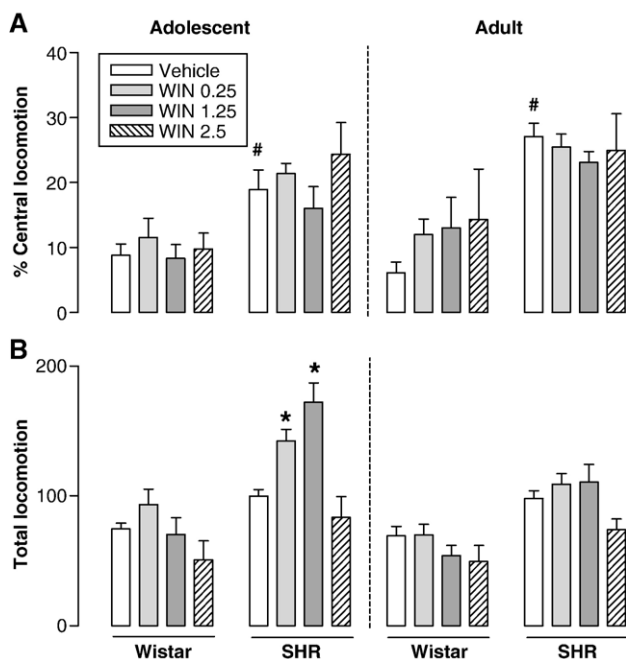 A
Adolescent
Adult
% Central locomotion
40
30
20
10
0
Vehicle
WIN 0.25
WIN 1.25
WIN 2.5
#
#
B
Total locomotion
200
100
0
*
*
Wistar
SHR
Wistar
SHR